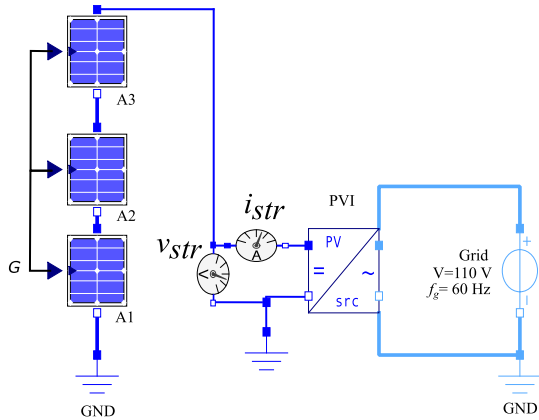 A3
A2
G
A1
GND
v_str
i_str
A
V
PVI
PV
=
~
src
Grid
V=110 V
f_g= 60 Hz
+
-
GND